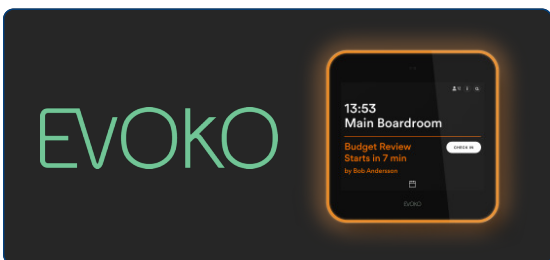 EVOKO
13:53
Main Boardroom
Budget Review
Starts in 7 min
CHECK IN
by Bob Andersson
EVOKO